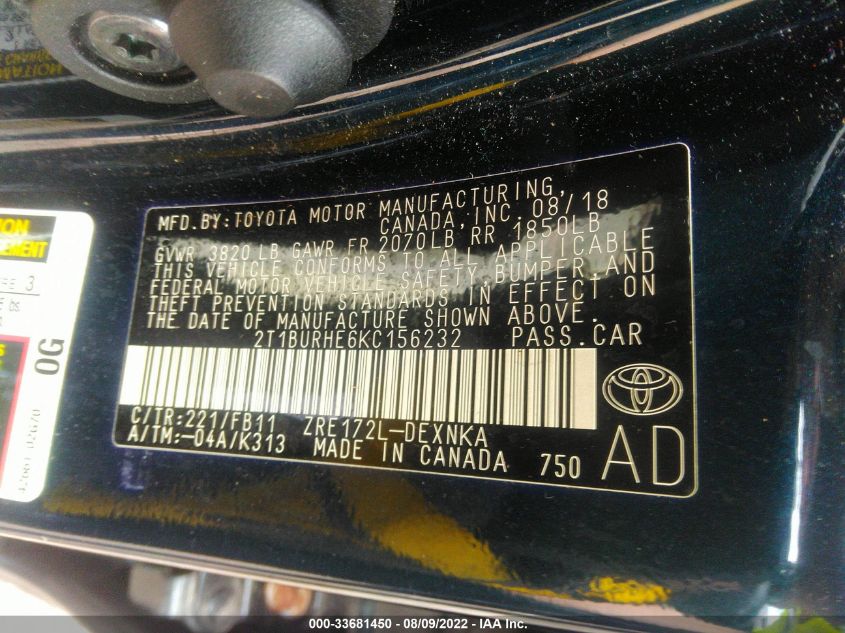 MFD.BY:TOYOTA MOTOR MANUFACTURING,
CANADA, INC. 08/18
GVWR 3820 LB GAWR FR 2070LB RR 1850LB
THIS VEHICLE CONFORMS TO ALL APPLICABLE
FEDERAL MOTOR VEHICLE SAFETY, BUMPER, AND
THEFT PREVENTION STANDARDS IN EFFECT ON
THE DATE OF MANUFACTURE SHOWN ABOVE.
2T1BURHE6KC156232 PASS.CAR
C/TR:221/FB11 ZRE172L-DEXNKA
A/TM:-04A/K313 MADE IN CANADA 750
AD
3
OG
000-33681450 - 08/09/2022 - IAA Inc.